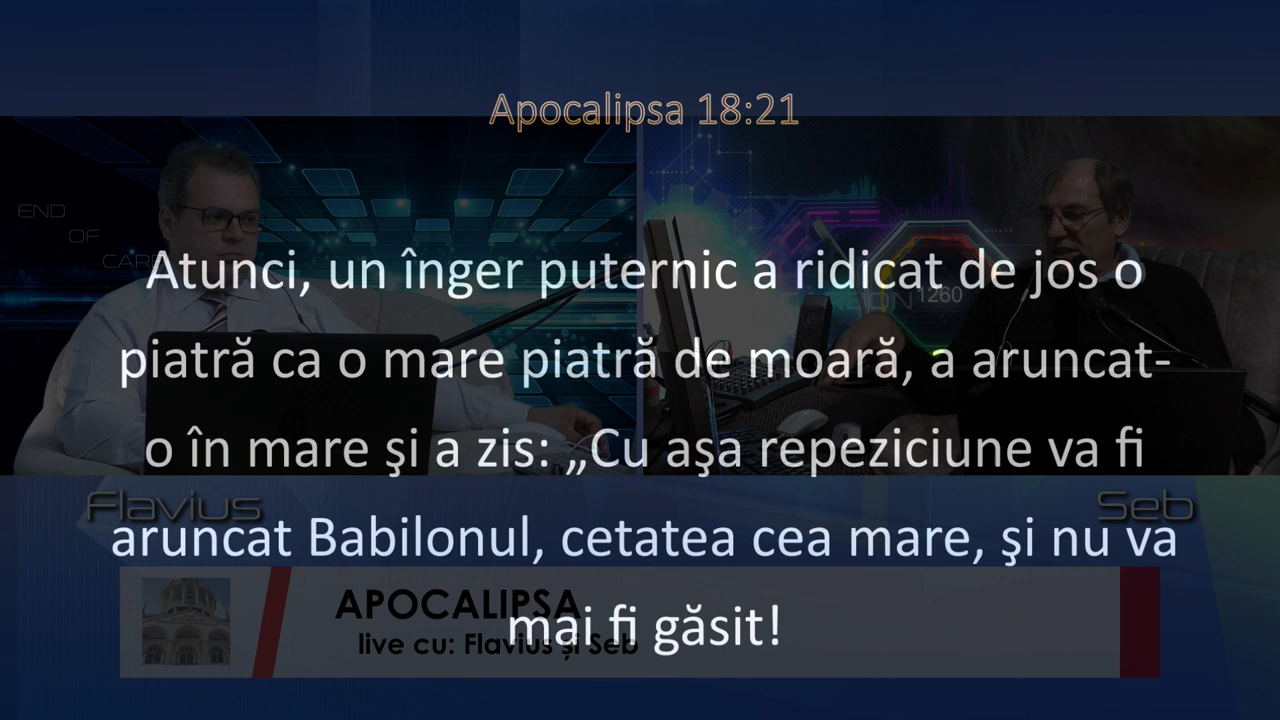 Apocalipsa 18:21
END
OF
Atunci, un înger puternic a ridicat de jos o
1260
piatră ca o mare piatră de moară, a aruncat-
o în mare şi a zis: „Cu aşa repeziciune va fi
Flavius
Seb
aruncat Babilonul, cetatea cea mare, şi nu va
APOCALIPSA
mai fi găsit!
live cu: Flavius și Seb